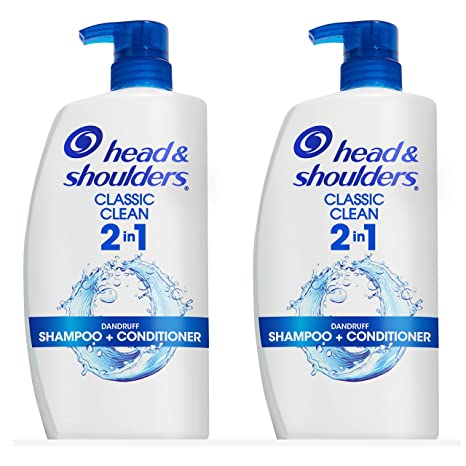 head &
shoulders®
CLASSIC
CLEAN
2in1
DANDRUFF
SHAMPOO + CONDITIONER
head &
shoulders®
CLASSIC
CLEAN
2in1
DANDRUFF
SHAMPOO + CONDITIONER